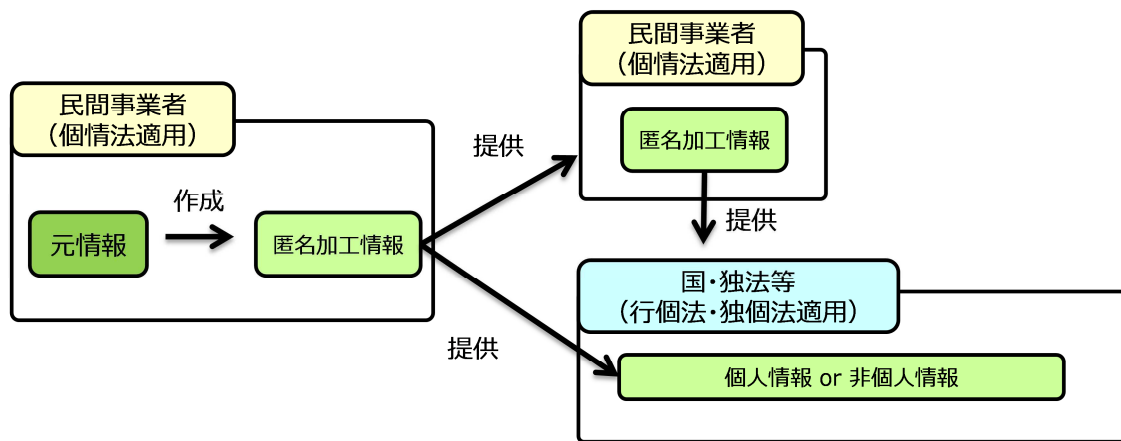 民間事業者
（個情法適用）
元情報
作成
匿名加工情報
提供
提供
民間事業者
（個情法適用）
匿名加工情報
提供
国・独法等
（行個法・独個法適用）
個人情報 or 非個人情報